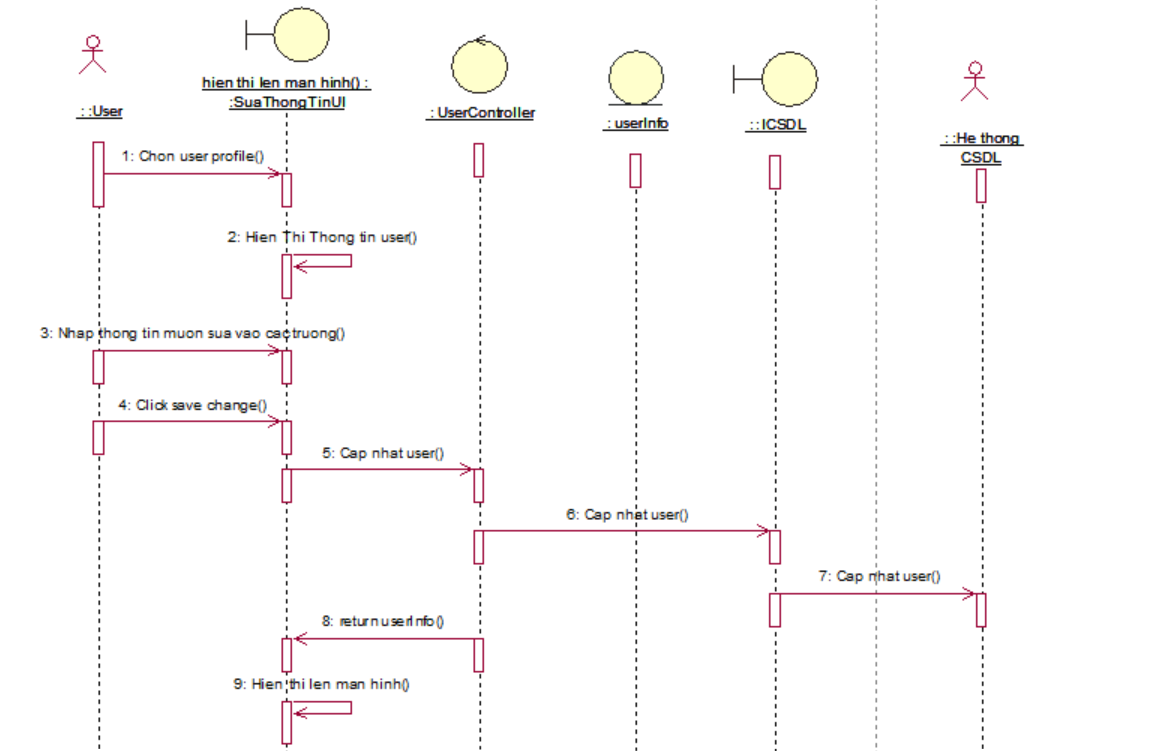 hien thi len man hinh() :
:SuaThongTinUI
: :User
: UserController
: userInfo
: :ICSDL
: :He thong
CSDL
1: Chon user profile()
2: Hien Thi Thong tin user()
3: Nhap thong tin muon sua vao cac truong()
4: Click save change()
5: Cap nhat user()
6: Cap nhat user()
7: Cap nhat user()
8: return userInfo()
9: Hien thi len man hinh()